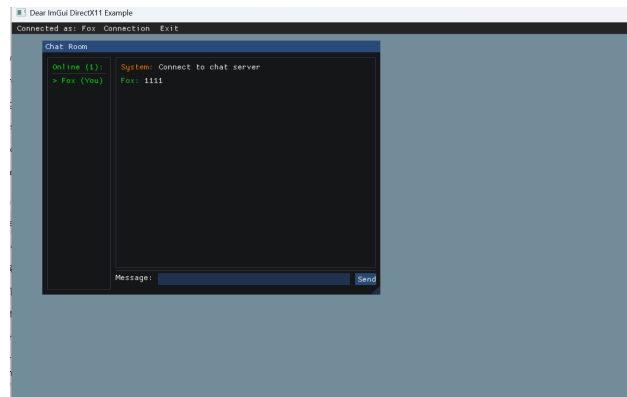 Dear ImGui DirectX11 Example
Connected as: Fox Connection Exit
Chat Room
Online (1):
> Fox (You)
System: Connect to chat server
Fox: 1111
Message:
Send